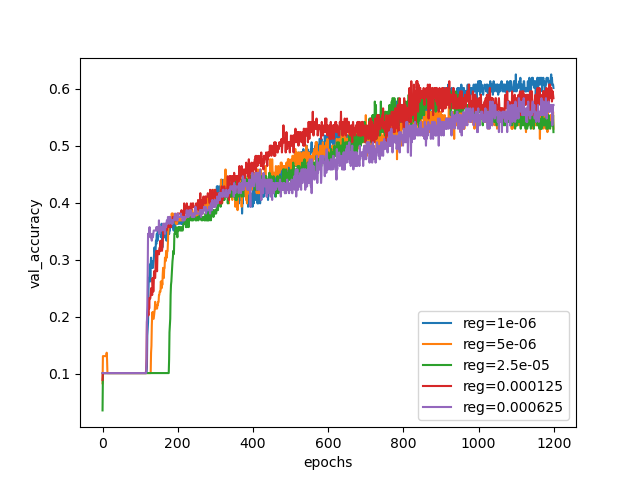 0.6
0.5
0.4
0.3
0.2
0.1
val_accuracy
reg=1e-06
reg=5e-06
reg=2.5e-05
reg=0.000125
reg=0.000625
0 200 400 600 800 1000 1200
epochs